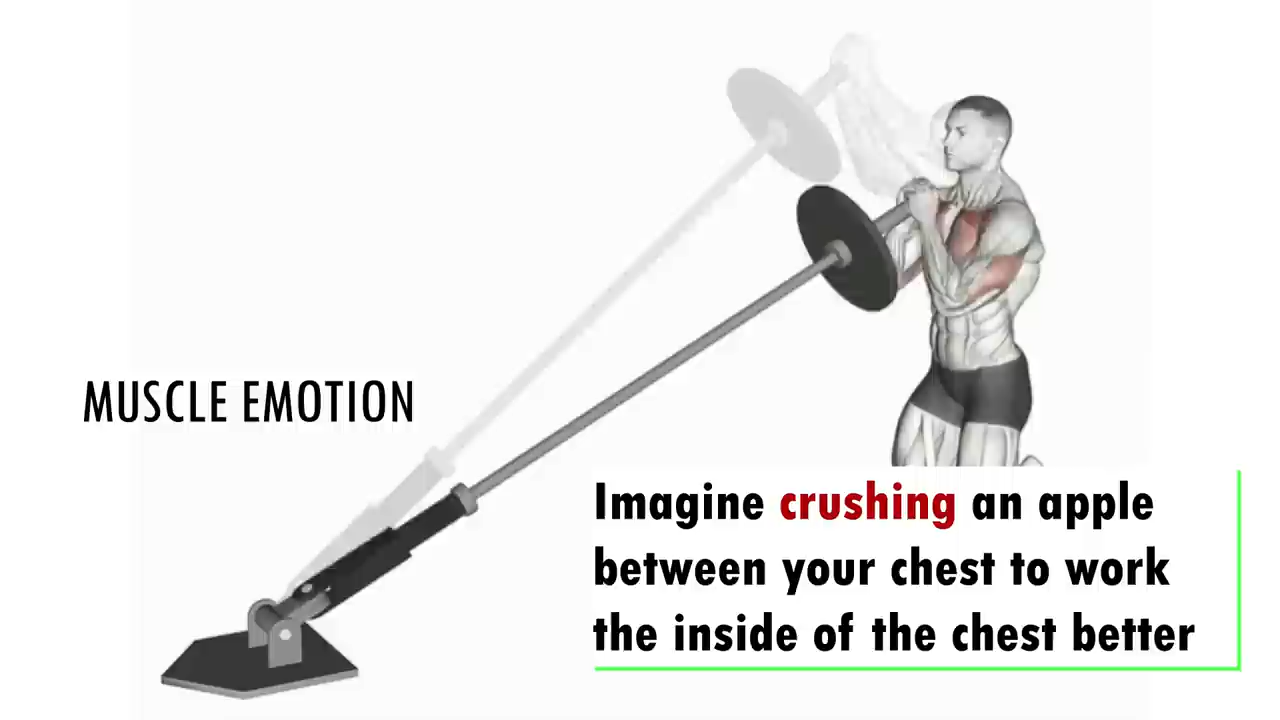 MUSCLE EMOTION
Imagine crushing an apple
between your chest to work
the inside of the chest better